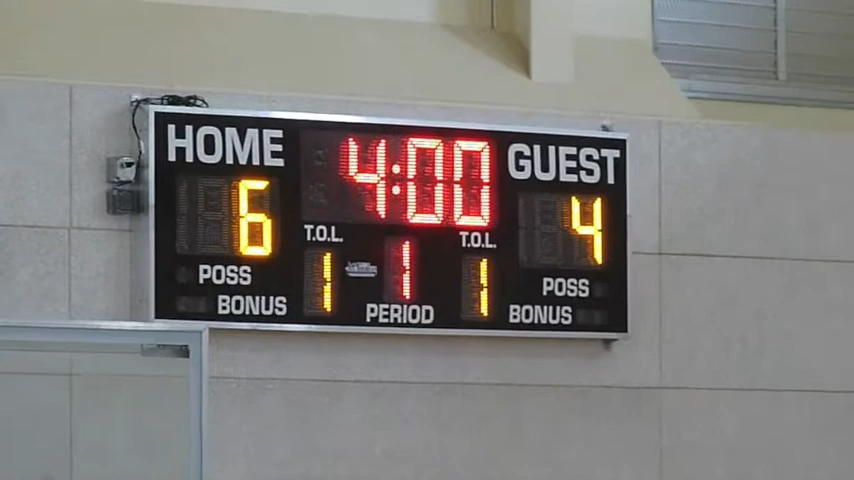 HOME 4:00 GUEST
6 4
T.O.L. T.O.L.
1 1 1
POSS POSS
BONUS PERIOD BONUS